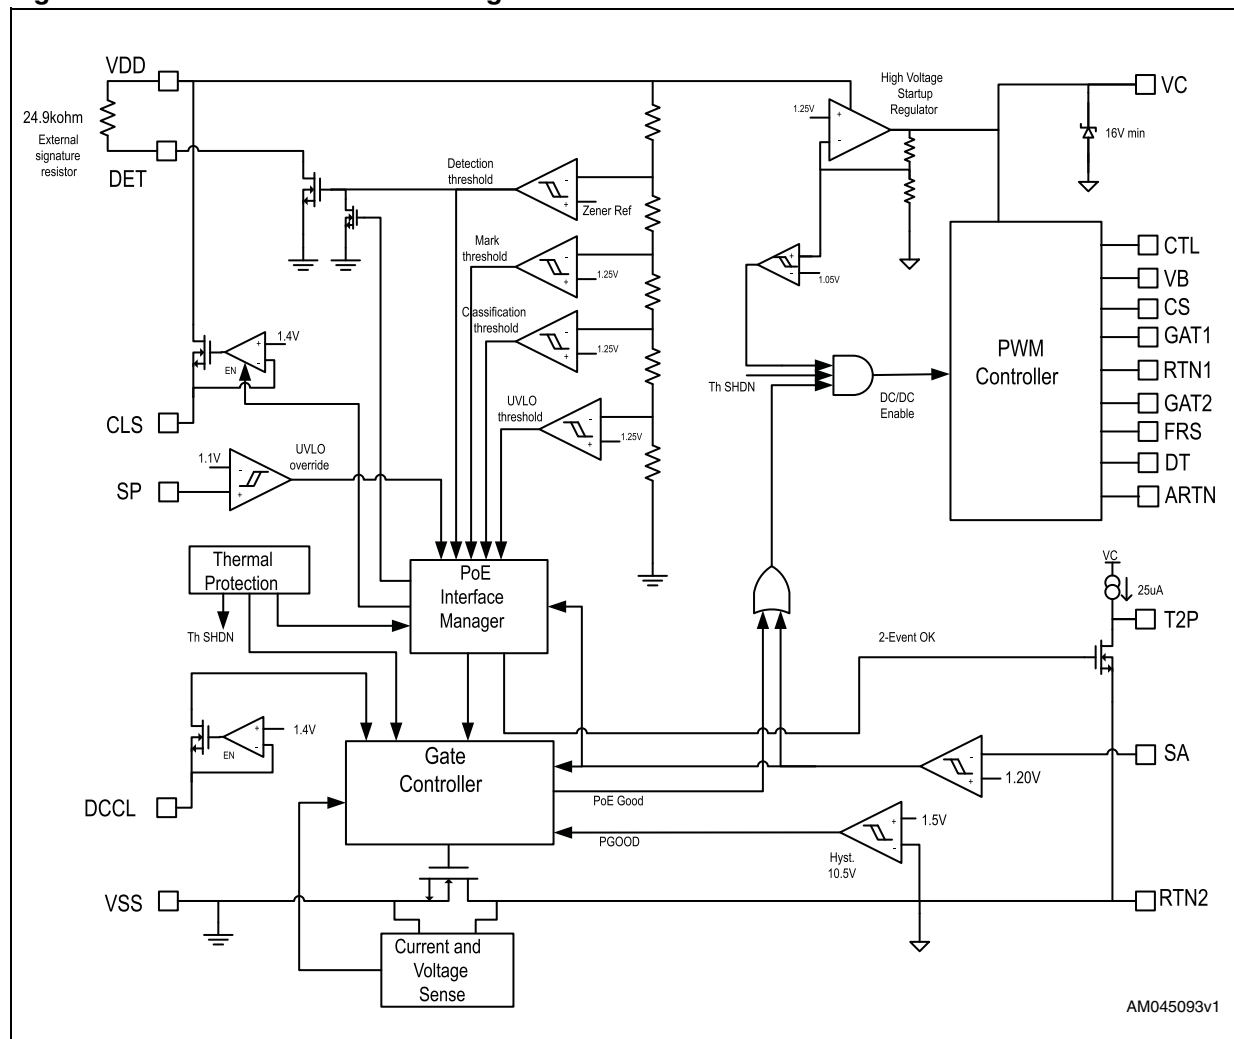 VDD
24.9kohm
External
signature
resistor
DET
Detection
threshold
-
+
Zener Ref
Mark
threshold
-
+
1.25V
Classification
threshold
-
+
1.25V
UVLO
threshold
-
+
1.25V
1.25V
+
-
High Voltage
Startup
Regulator
VC
16V min
+
-
1.05V
Th SHDN
DC/DC
Enable
PWM
Controller
CTL
VB
CS
GAT1
RTN1
GAT2
FRS
DT
ARTN
1.4V
+
-
EN
CLS
1.1V
-
+
UVLO
override
SP
Thermal
Protection
Th SHDN
PoE
Interface
Manager
VC
25uA
T2P
2-Event OK
1.4V
+
-
EN
DCCL
Gate
Controller
PoE Good
PGOOD
-
+
1.20V
SA
+
-
1.5V
Hyst.
10.5V
VSS
RTN2
Current and
Voltage
Sense
AM045093v1